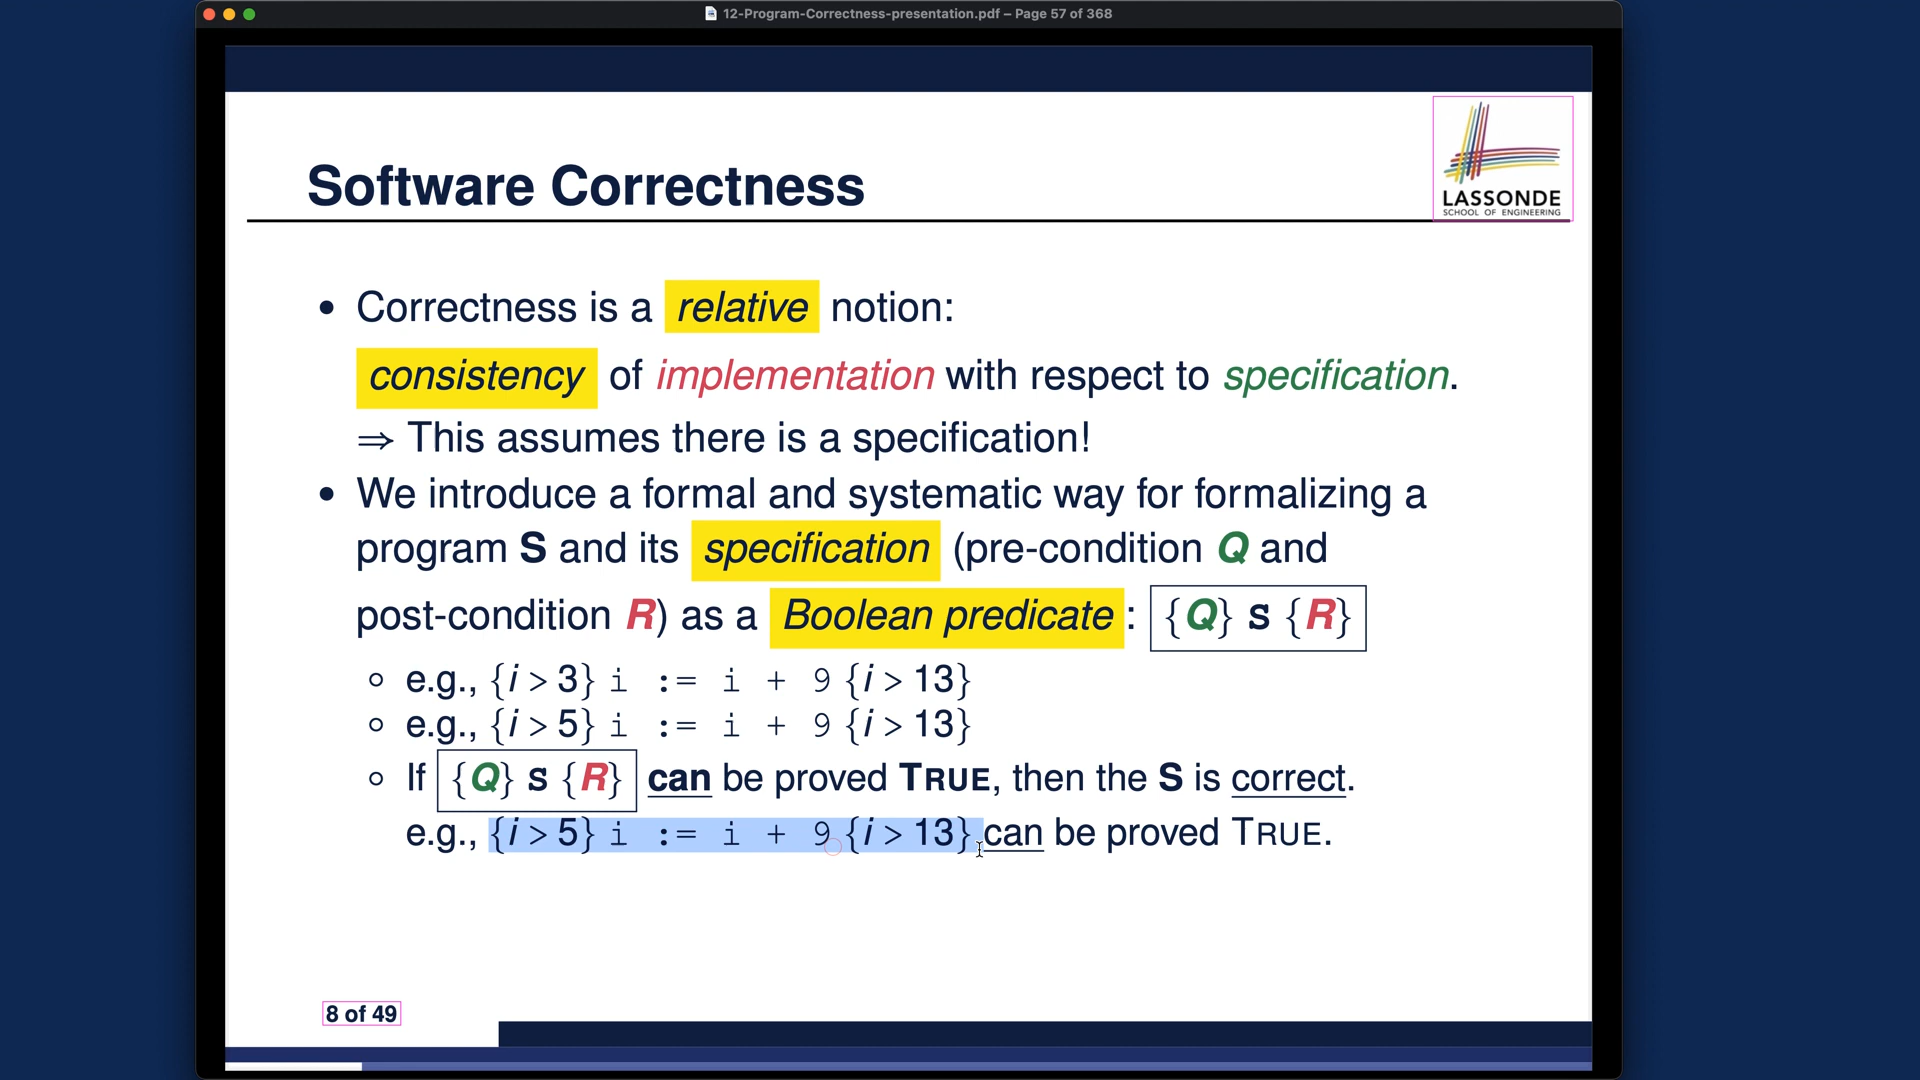 12-Program-Correctness-presentation.pdf – Page 57 of 368
LASSONDE
SCHOOL OF ENGINEERING
Software Correctness
• Correctness is a relative notion:
consistency of implementation with respect to specification.
⇒ This assumes there is a specification!
• We introduce a formal and systematic way for formalizing a
program S and its specification (pre-condition Q and
post-condition R) as a Boolean predicate : {Q} S {R}
○ e.g., {i > 3} i := i + 9 {i > 13}
○ e.g., {i > 5} i := i + 9 {i > 13}
○ If {Q} S {R} can be proved TRUE, then the S is correct.
e.g., {i > 5} i := i + 9 {i > 13} can be proved TRUE.
8 of 49